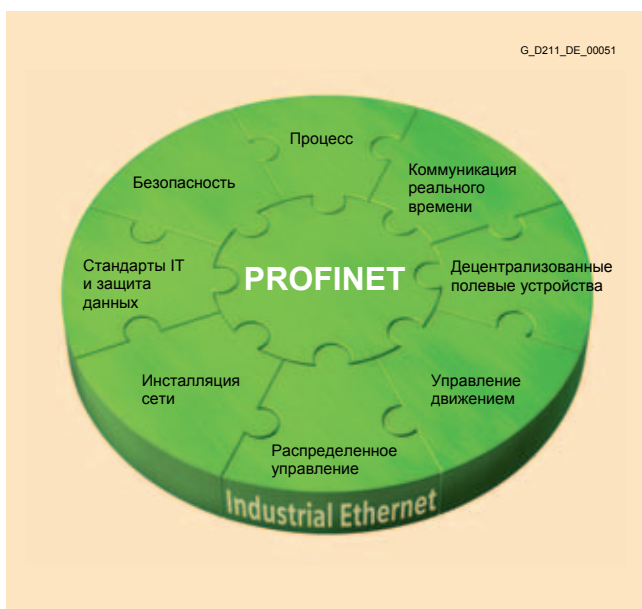 G_D211_DE_00051
Процесс
Коммуникация
реального
времени
Безопасность
Стандарты IT
и защита
данных
PROFINET
Децентрализованные
полевые устройства
Инсталляция
сети
Управление
движением
Распределенное
управление
Industrial Ethernet